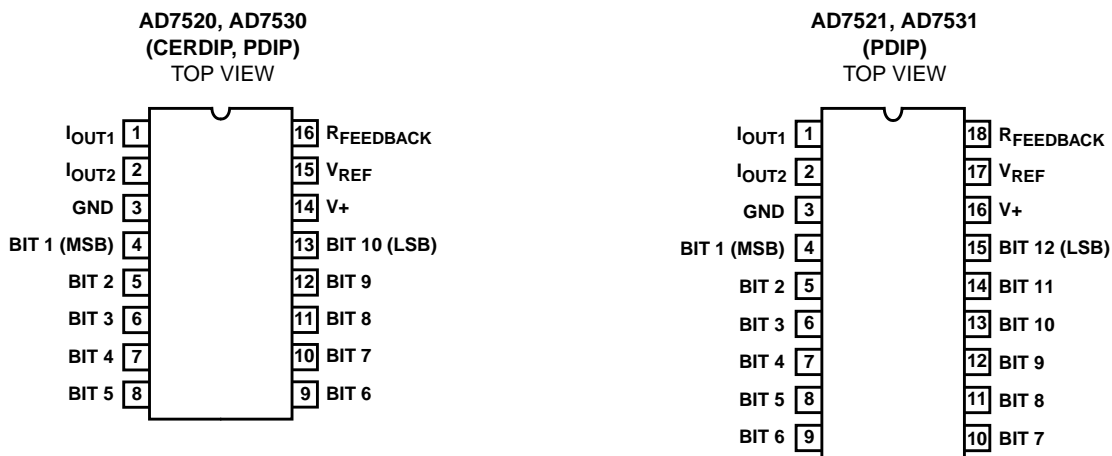 AD7520, AD7530
(CERDIP, PDIP)
TOP VIEW
IOUT1 1 16 RFEEDBACK
IOUT2 2 15 VREF
GND 3 14 V+
BIT 1 (MSB) 4 13 BIT 10 (LSB)
BIT 2 5 12 BIT 9
BIT 3 6 11 BIT 8
BIT 4 7 10 BIT 7
BIT 5 8 9 BIT 6
AD7521, AD7531
(PDIP)
TOP VIEW
IOUT1 1 18 RFEEDBACK
IOUT2 2 17 VREF
GND 3 16 V+
BIT 1 (MSB) 4 15 BIT 12 (LSB)
BIT 2 5 14 BIT 11
BIT 3 6 13 BIT 10
BIT 4 7 12 BIT 9
BIT 5 8 11 BIT 8
BIT 6 9 10 BIT 7